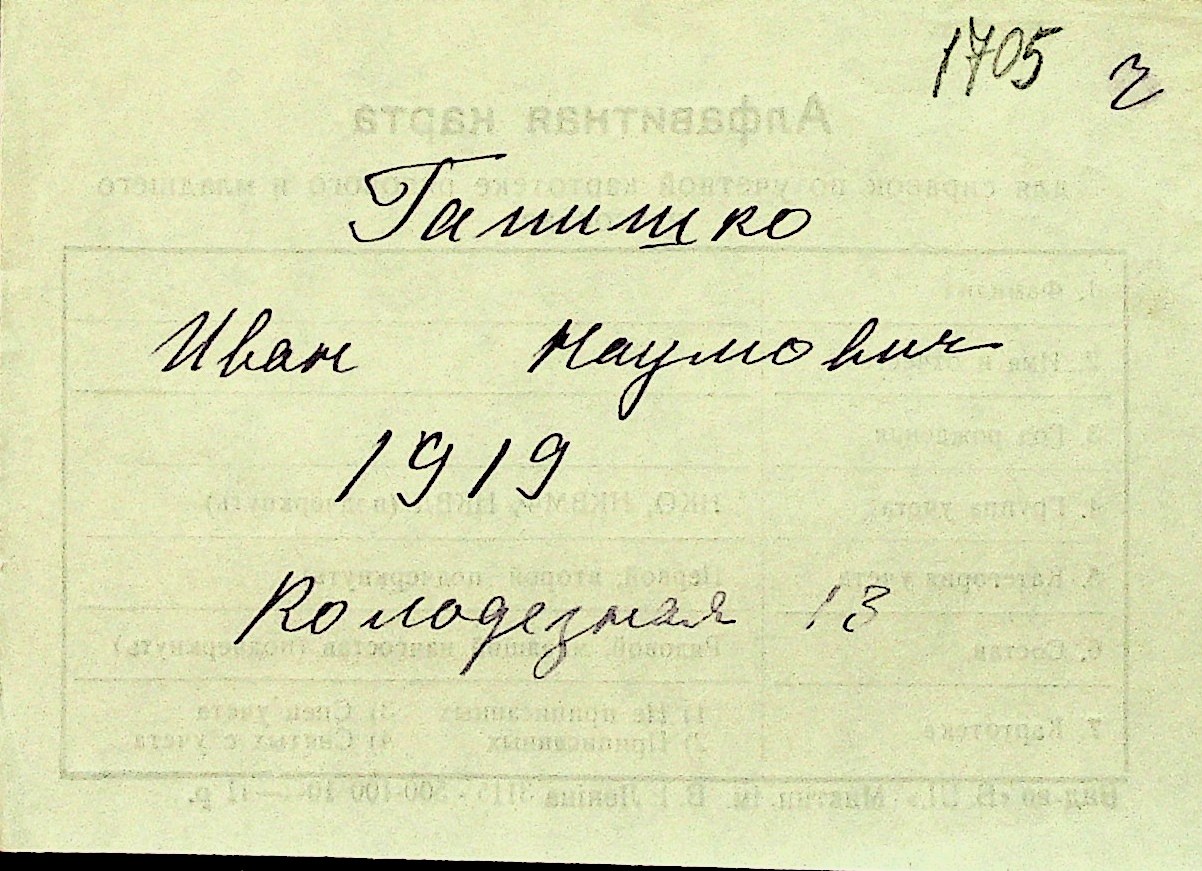 1705 г
Гапишко
Иван Наумович
1919
Колодезная 13
Алфавитная карта
для справок по учетной картотеке рядового и младшего
1. Фамилия
2. Имя и отчество
3. Год рождения
4. Группа учета: НКО, НКВМФ, НКВД (подчеркнуть)
5. Категория учета Первой, второй (подчеркнуть)
6. Состав Рядовой, младший начсостав (подчеркнуть)
7. Картотека 1) Не приписанных 3) Спец учета
2) Приписанных 4) Снятых с учета